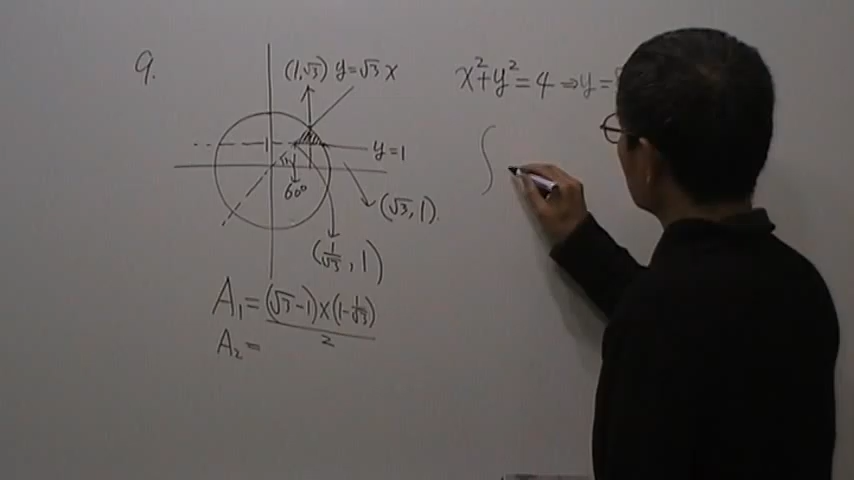 9.
(1,√3) y=√3 x
x²+y²=4 ⇒ y=
1
y=1
60°
(√3, 1).
(1/√3, 1)
A₁ = (√3-1)×(1-1/√3) / 2
A₂ =
∫